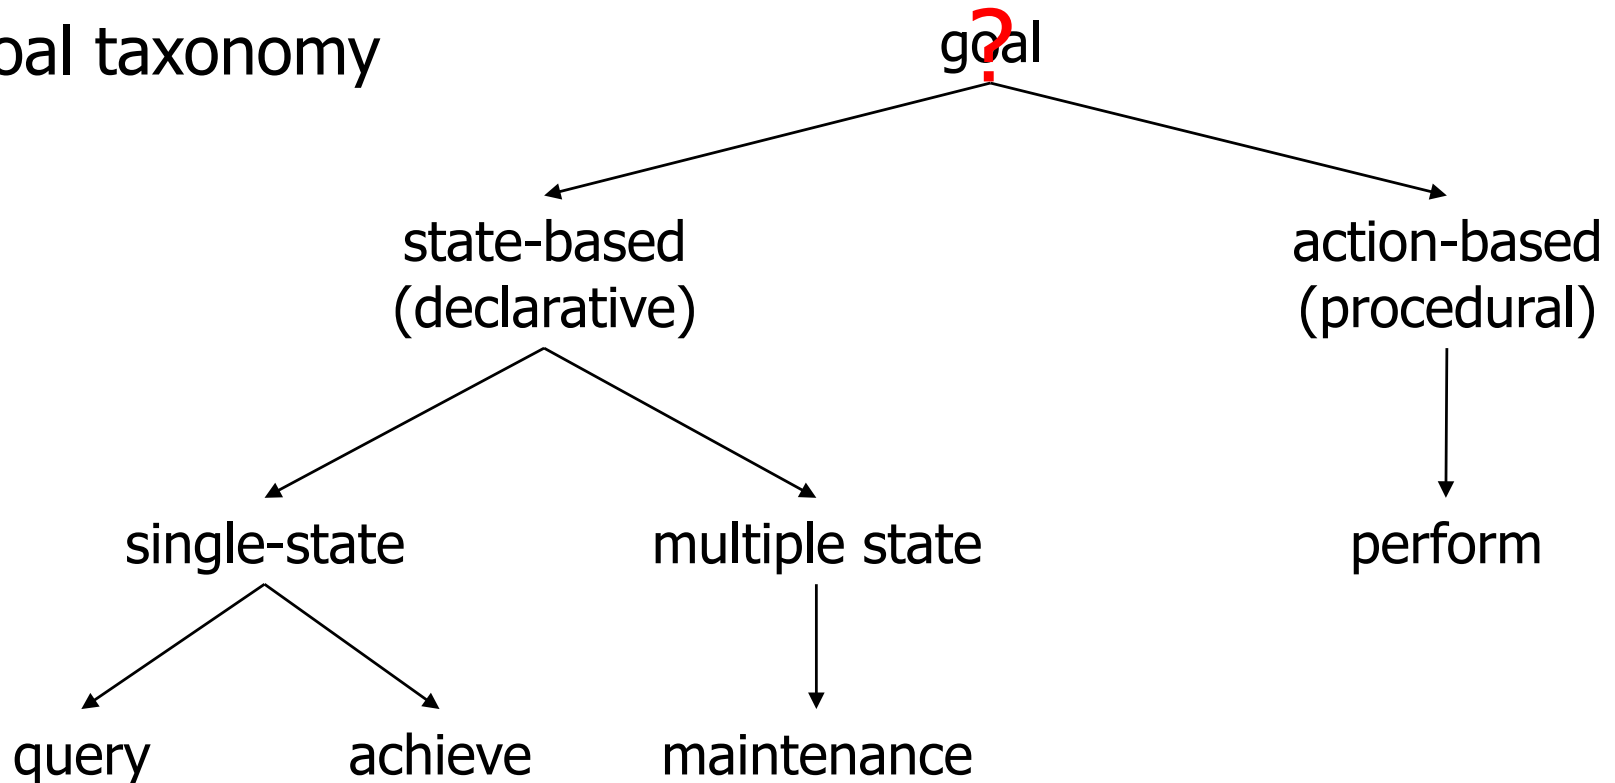 oal taxonomy
goal
?
state-based
(declarative)
action-based
(procedural)
single-state
multiple state
perform
query
achieve
maintenance